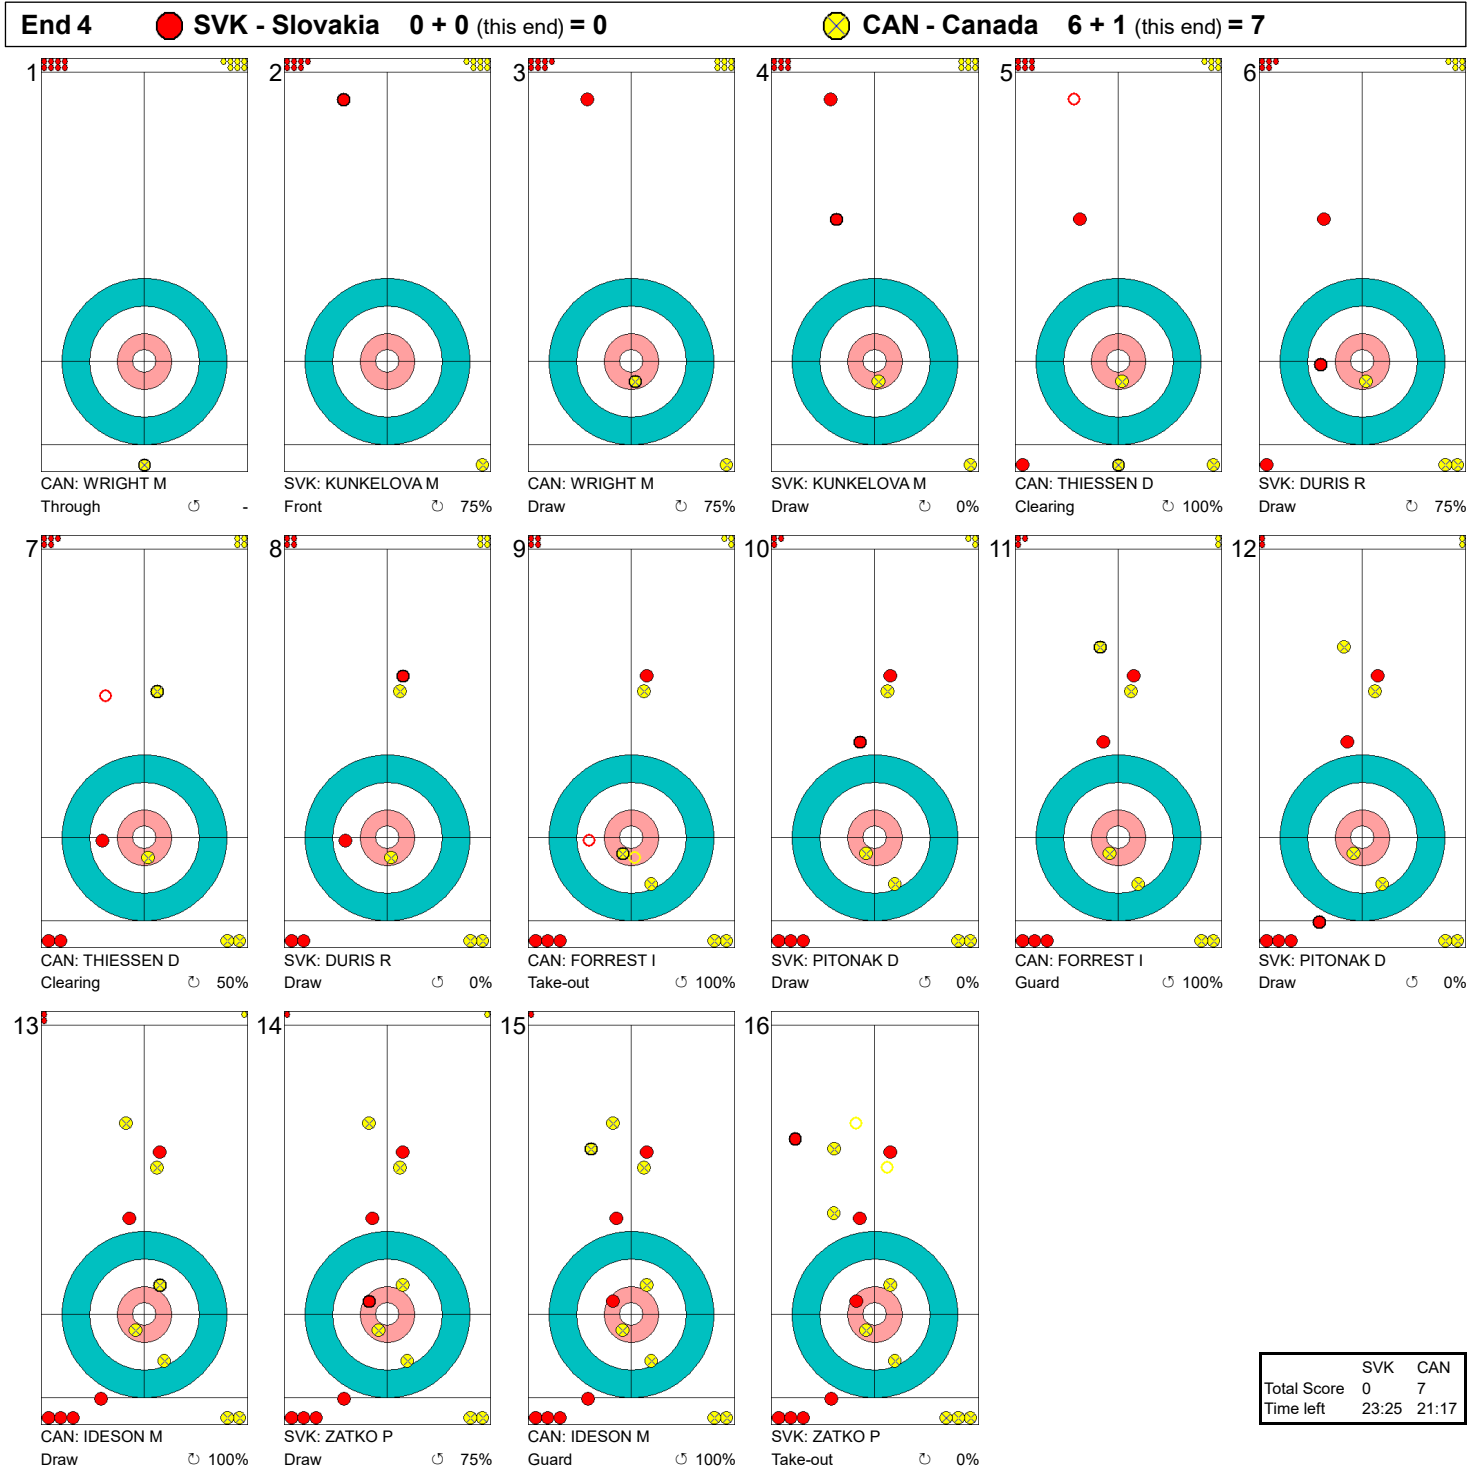 End 4 SVK - Slovakia 0 + 0 (this end) = 0 CAN - Canada 6 + 1 (this end) = 7
1 2 3 4 5 6
CAN: WRIGHT M SVK: KUNKELOVA M CAN: WRIGHT M SVK: KUNKELOVA M CAN: THIESSEN D SVK: DURIS R
Through ↺ - Front ↻ 75% Draw ↻ 75% Draw ↻ 0% Clearing ↻ 100% Draw ↻ 75%
7 8 9 10 11 12
CAN: THIESSEN D SVK: DURIS R CAN: FORREST I SVK: PITONAK D CAN: FORREST I SVK: PITONAK D
Clearing ↻ 50% Draw ↺ 0% Take-out ↺ 100% Draw ↺ 0% Guard ↺ 100% Draw ↺ 0%
13 14 15 16
CAN: IDESON M SVK: ZATKO P CAN: IDESON M SVK: ZATKO P
Draw ↻ 100% Draw ↺ 75% Guard ↺ 100% Take-out ↻ 0%
SVK CAN
Total Score 0 7
Time left 23:25 21:17